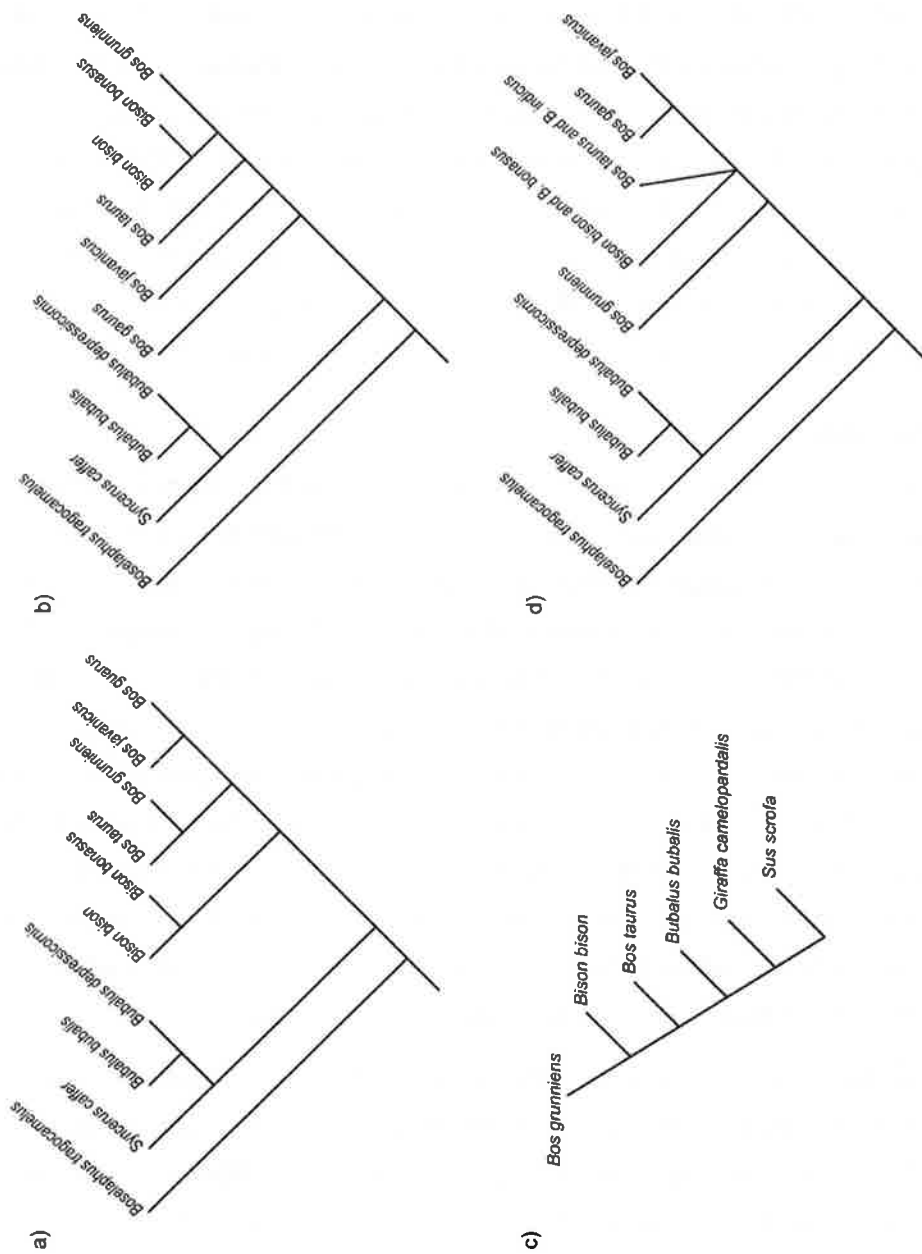 a)
Boselaphus tragocamelus
Syncerus caffer
Bubalus bubalis
Bubalus depressicornis
Bison bison
Bison bonasus
Bos taurus
Bos grunniens
Bos javanicus
Bos guarus
b)
Boselaphus tragocamelus
Syncerus caffer
Bubalus bubalis
Bubalus depressicornis
Bos gaurus
Bos javanicus
Bos taurus
Bison bison
Bison bonasus
Bos grunniens
c)
Bos grunniens
Bison bison
Bos taurus
Bubalus bubalis
Giraffa camelopardalis
Sus scrofa
d)
Boselaphus tragocamelus
Syncerus caffer
Bubalus bubalis
Bubalus depressicornis
Bos grunniens
Bison bison and B. bonasus
Bos taurus and B. indicus
Bos gaurus
Bos javanicus